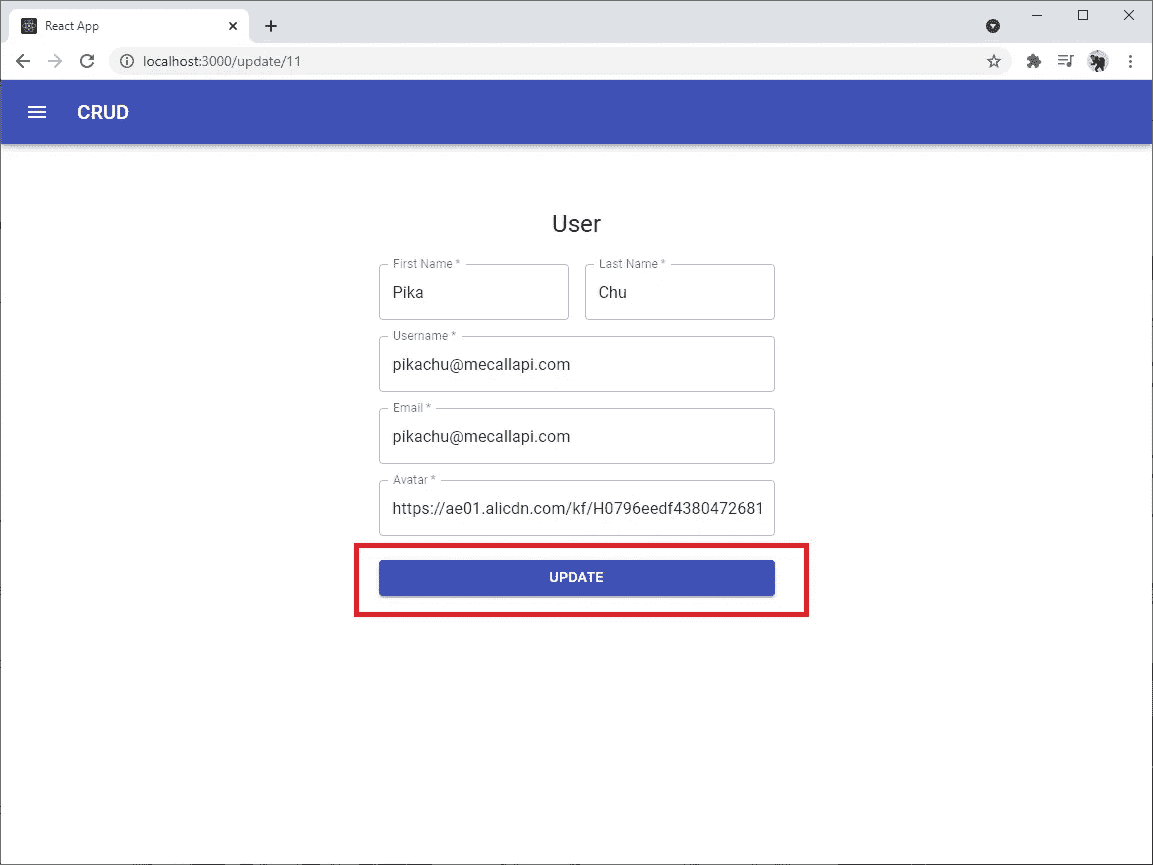 React App
localhost:3000/update/11
CRUD
User
First Name *
Last Name *
Pika
Chu
Username *
pikachu@mecallapi.com
Email *
pikachu@mecallapi.com
Avatar *
https://ae01.alicdn.com/kf/H0796eedf4380472681
UPDATE